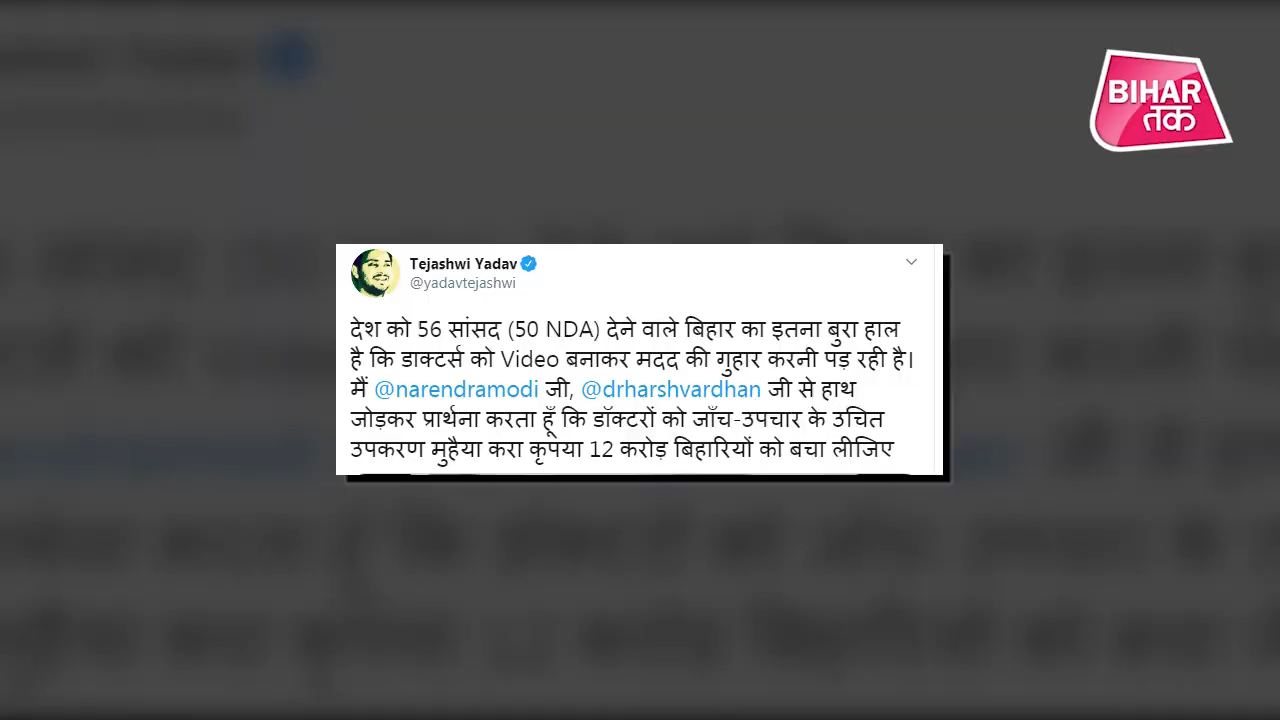 BIHAR
तक
Tejashwi Yadav
@yadavtejashwi
देश को 56 सांसद (50 NDA) देने वाले बिहार का इतना बुरा हाल
है कि डाक्टर्स को Video बनाकर मदद की गुहार करनी पड़ रही है।
मैं @narendramodi जी, @drharshvardhan जी से हाथ
जोड़कर प्रार्थना करता हूँ कि डॉक्टरों को जाँच-उपचार के उचित
उपकरण मुहैया करा कृपया 12 करोड़ बिहारियों को बचा लीजिए